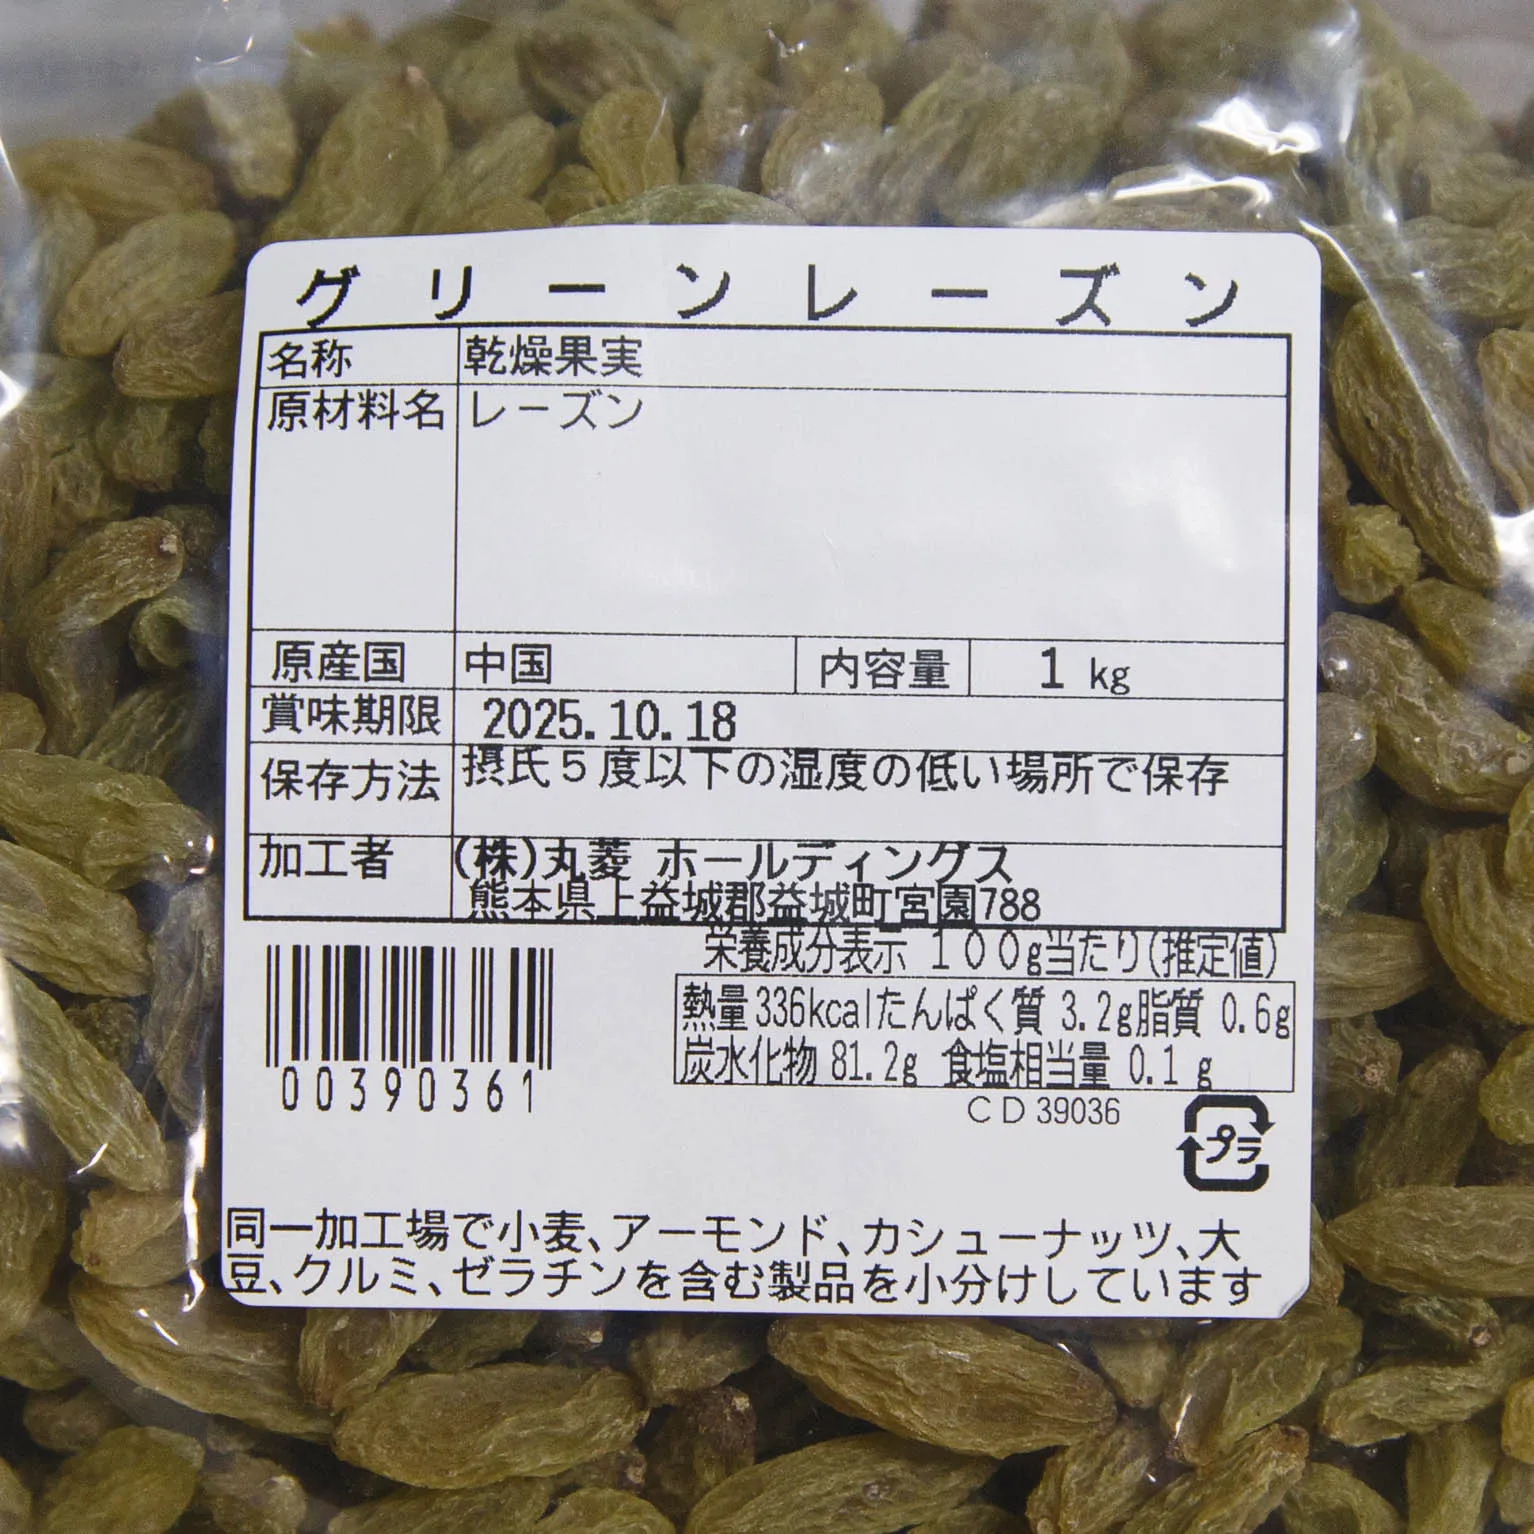 グリーンレーズン
名称 乾燥果実
原材料名 レーズン
原産国 中国 内容量 1 kg
賞味期限 2025.10.18
保存方法 摂氏5度以下の湿度の低い場所で保存
加工者 (株)丸菱 ホールディングス
熊本県上益城郡益城町宮園788
栄養成分表示 100g当たり(推定値)
熱量336kcalたんぱく質 3.2g脂質 0.6g
炭水化物 81.2g 食塩相当量 0.1 g
00390361
CD 39036
プラ
同一加工場で小麦、アーモンド、カシューナッツ、大
豆、クルミ、ゼラチンを含む製品を小分けしています